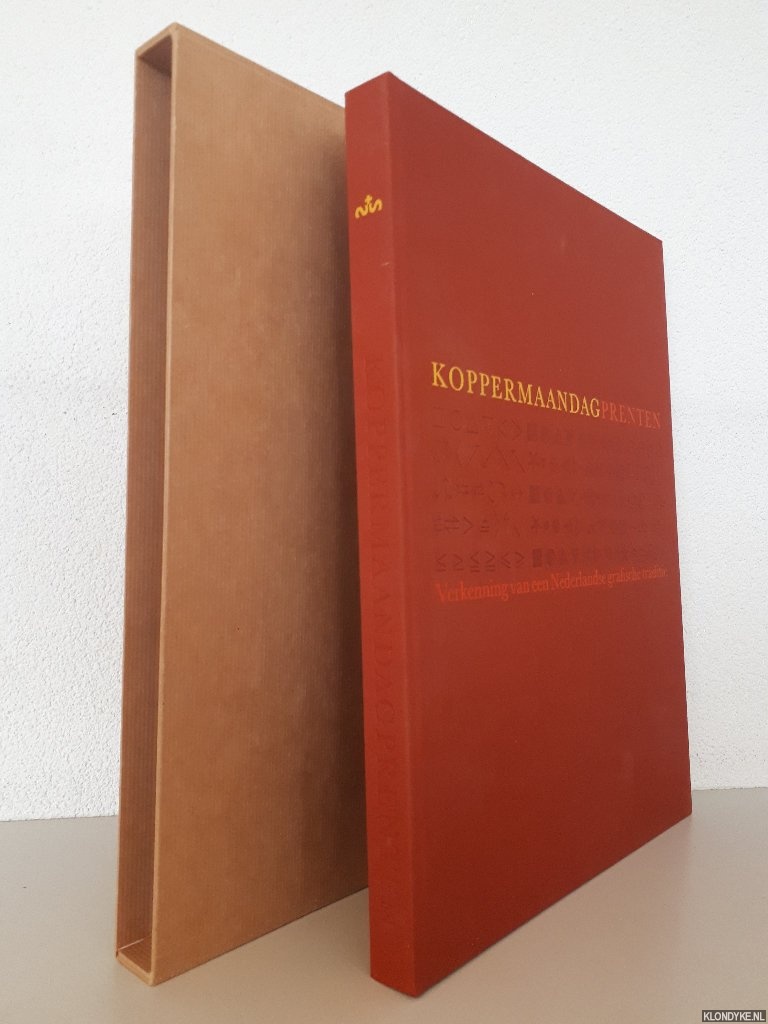 KOPPERMAANDAGPRENTEN
KOPPERMAANDAGPRENTEN
Verkenning van een Nederlandse grafische traditie
KLONDYKE.NL